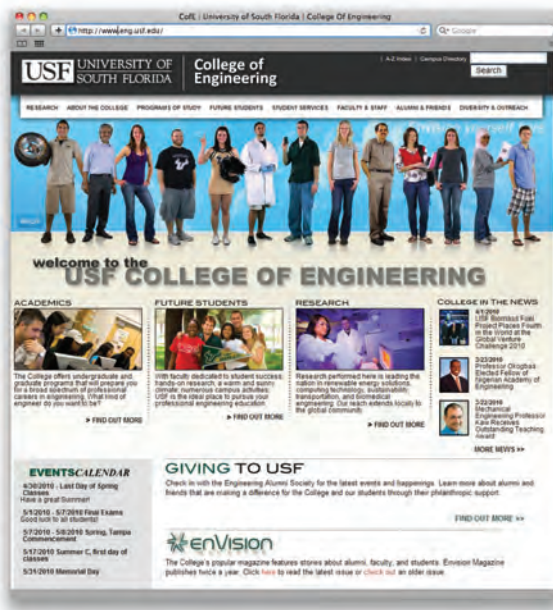 CofE | University of South Florida | College Of Engineering
http://www.eng.usf.edu/
Google
USF UNIVERSITY OF
SOUTH FLORIDA
College of
Engineering
A-Z Index | Campus Directory
Search
RESEARCH ABOUT THE COLLEGE PROGRAMS OF STUDY FUTURE STUDENTS STUDENT SERVICES FACULTY & STAFF ALUMNI & FRIENDS DIVERSITY & OUTREACH
welcome to the
USF COLLEGE OF ENGINEERING
ACADEMICS
The College offers undergraduate and
graduate programs that will prepare you
for a broad spectrum of professional
careers in engineering. What kind of
engineer do you want to be?
► FIND OUT MORE
FUTURE STUDENTS
With faculty dedicated to student success,
hands-on research, a warm and sunny
climate, numerous campus activities,
USF is the ideal place to pursue your
professional engineering education.
► FIND OUT MORE
RESEARCH
Research performed here is leading the
nation in renewable energy solutions,
computing technology, sustainability,
transportation, and biomedical
engineering. Our reach extends locally to
the global community.
► FIND OUT MORE
COLLEGE IN THE NEWS
4/1/2010
USF Biomass Fuel
Project Places Fourth
in the World at the
Global Venture
Challenge 2010
3/23/2010
Professor
Elected Fellow of
Nigerian Academy of
Engineering
3/22/2010
Mechanical
Engineering Professor
Kaw Receives
Outstanding Teaching
Award
MORE NEWS >>
EVENTS CALENDAR
4/30/2010 - Last Day of Spring
Classes
Have a great Summer!
5/1/2010 - 5/7/2010 Final Exams
Good luck to all students!
5/7/2010 - 5/8/2010 Spring, Tampa
Commencement
5/17/2010 Summer C, first day of
classes
5/31/2010 Memorial Day
GIVING TO USF
Check in with the Engineering Alumni Society for the latest events and happenings. Learn more about alumni and
friends that are making a difference for the College and our students through their philanthropic support.
FIND OUT MORE >>
enVision
The College's popular magazine features stories about alumni, faculty, and students. Envision Magazine
publishes twice a year. Click here to read the latest issue or check out an older issue.